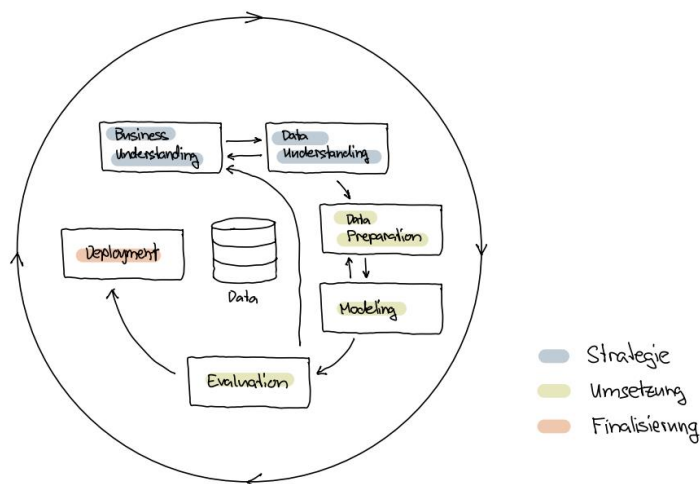 Business
Understanding
Data
Understanding
Data
Preparation
Deployment
Data
Modeling
Evaluation
Strategie
Umsetzung
Finalisierung